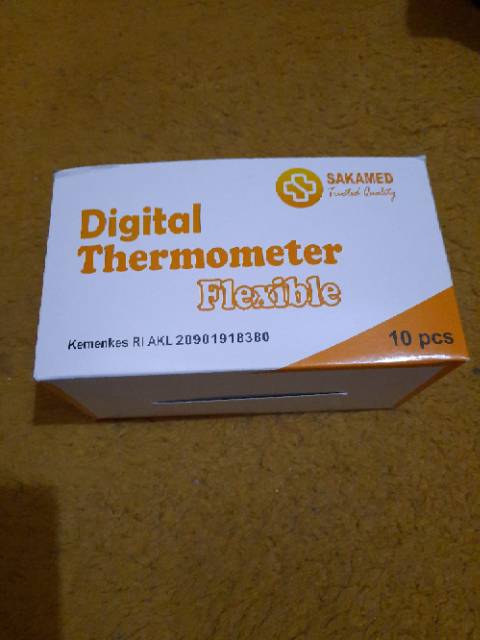 SAKAMED
Trusted Quality
Digital
Thermometer
Flexible
Kemenkes RI AKL 20901918380
10 pcs